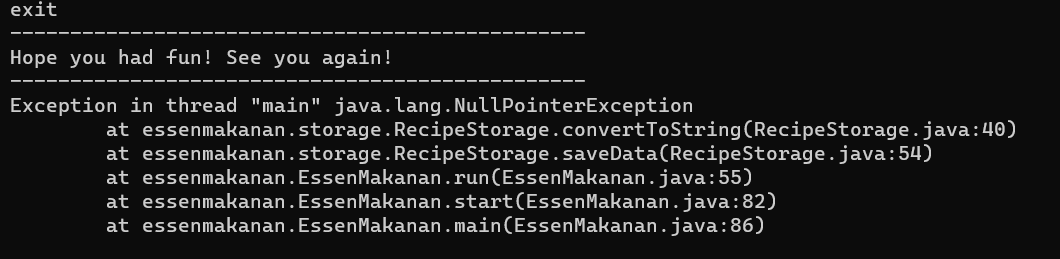 exit
------------------------------------------------
Hope you had fun! See you again!
------------------------------------------------
Exception in thread "main" java.lang.NullPointerException
        at essenmakanan.storage.RecipeStorage.convertToString(RecipeStorage.java:40)
        at essenmakanan.storage.RecipeStorage.saveData(RecipeStorage.java:54)
        at essenmakanan.EssenMakanan.run(EssenMakanan.java:55)
        at essenmakanan.EssenMakanan.start(EssenMakanan.java:82)
        at essenmakanan.EssenMakanan.main(EssenMakanan.java:86)